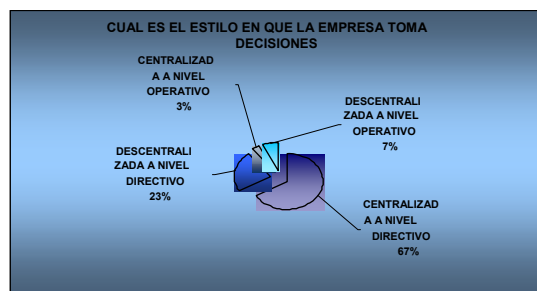 CUAL ES EL ESTILO EN QUE LA EMPRESA TOMA
DECISIONES
CENTRALIZAD
A A NIVEL
OPERATIVO
3%
DESCENTRALI
ZADA A NIVEL
OPERATIVO
7%
DESCENTRALI
ZADA A NIVEL
DIRECTIVO
23%
CENTRALIZAD
A A NIVEL
DIRECTIVO
67%